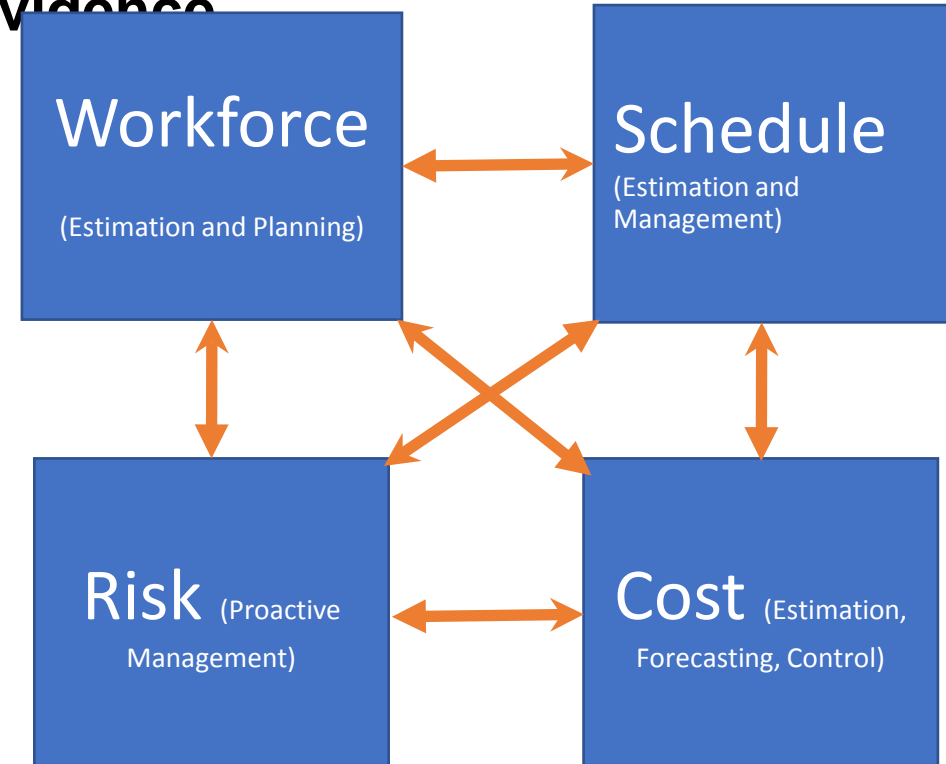 Workforce
(Estimation and Planning)
Schedule
(Estimation and
Management)
Risk (Proactive
Management)
Cost (Estimation,
Forecasting, Control)